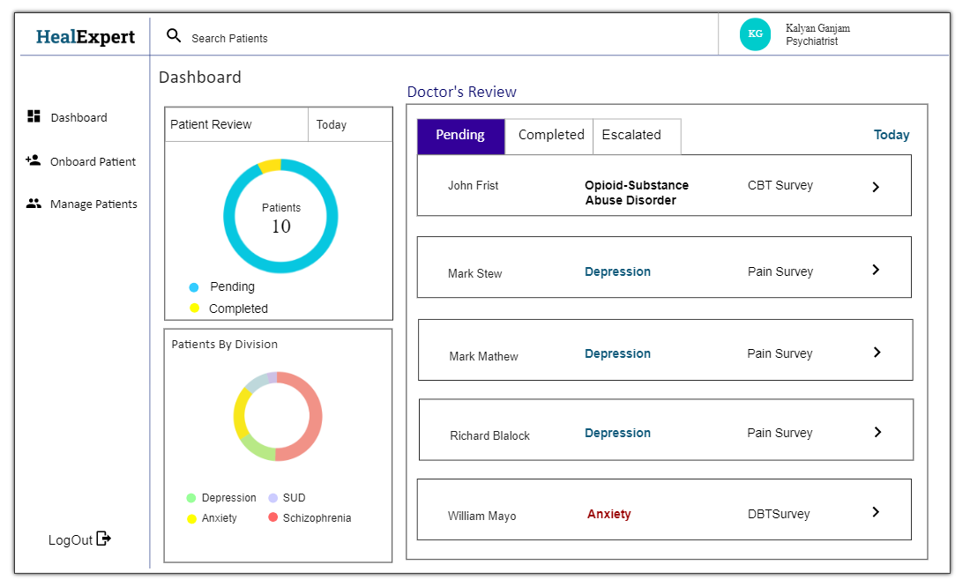 HealExpert
Search Patients
KG
Kalyan Ganjam
Psychiatrist
Dashboard
Onboard Patient
Manage Patients
LogOut
Dashboard
Patient Review
Today
Patients
10
Pending
Completed
Patients By Division
Depression
SUD
Anxiety
Schizophrenia
Doctor's Review
Pending
Completed
Escalated
Today
John Frist
Opioid-Substance
Abuse Disorder
CBT Survey
Mark Stew
Depression
Pain Survey
Mark Mathew
Depression
Pain Survey
Richard Blalock
Depression
Pain Survey
William Mayo
Anxiety
DBTSurvey